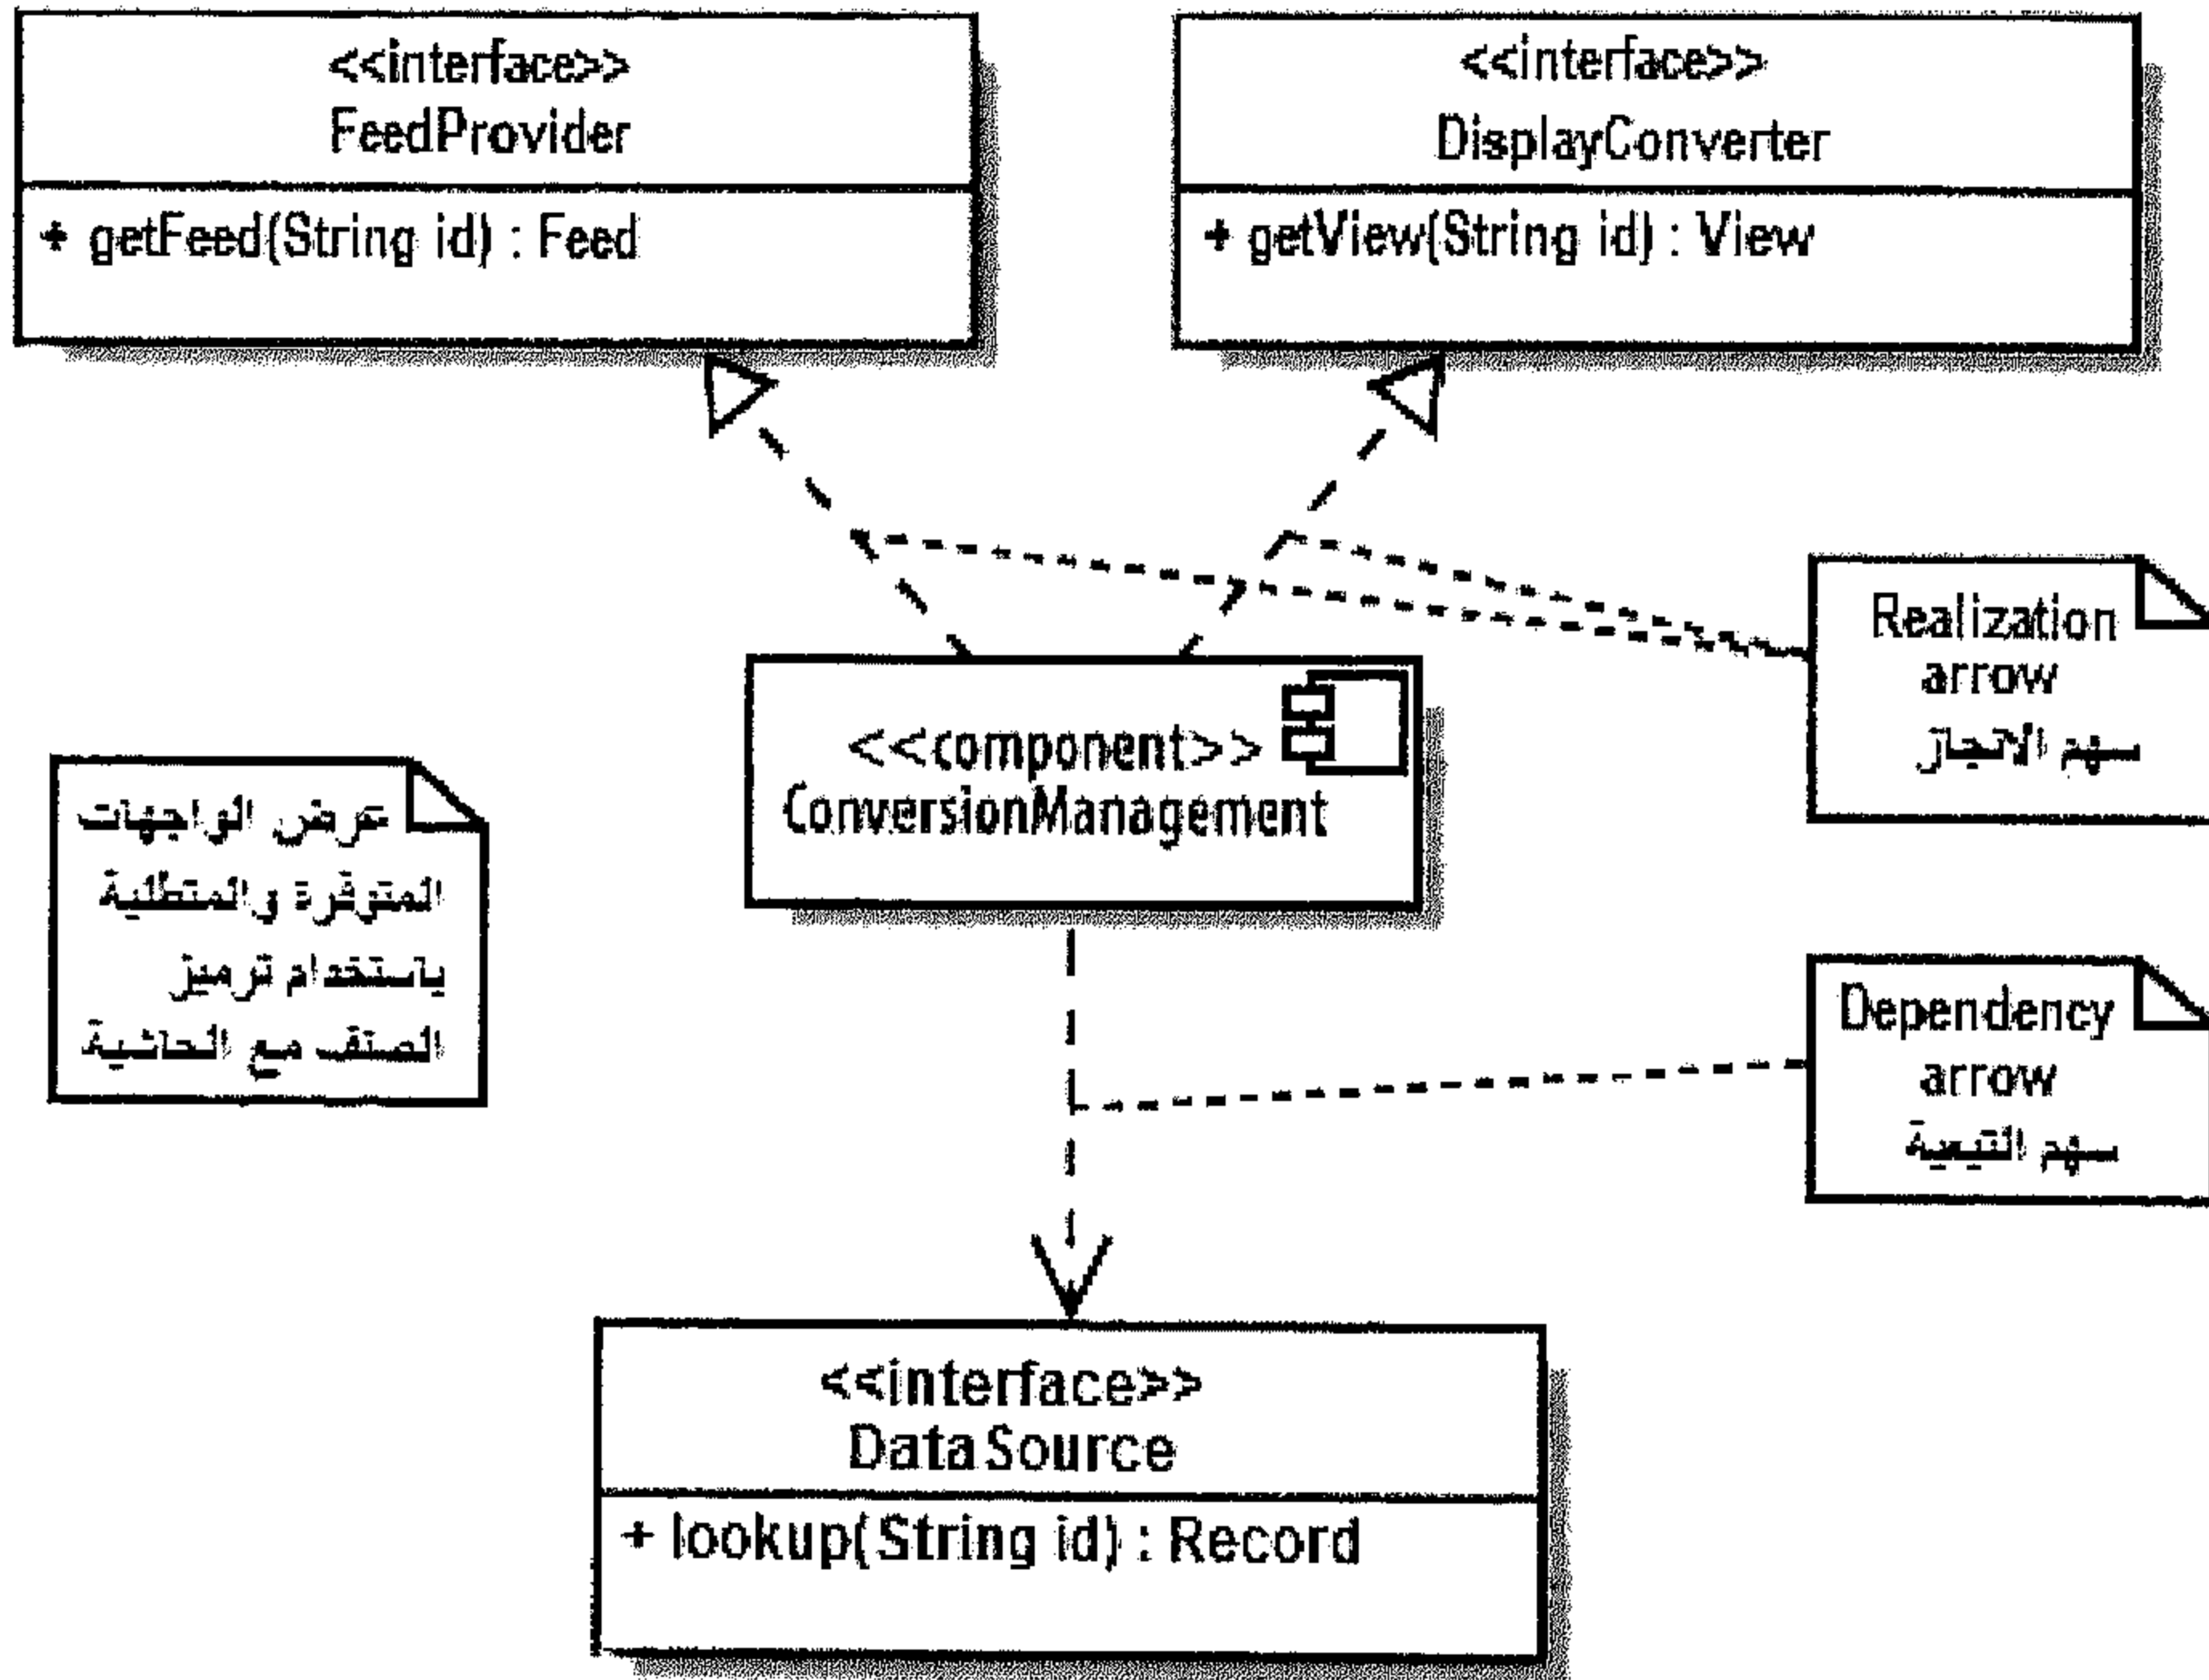 <<interface>>
FeedProvider
+ getFeed(String id) : Feed
<<interface>>
DisplayConverter
+ getView(String id) : View
Realization
arrow
سهم الانجاز
<<component>>
ConversionManagement
عرض الواجهات
المتوفرة والمتطلبة
باستخدام ترميز
الصنف مع الحاشية
Dependency
arrow
سهم التبعية
<<interface>>
DataSource
+ lookup(String id) : Record